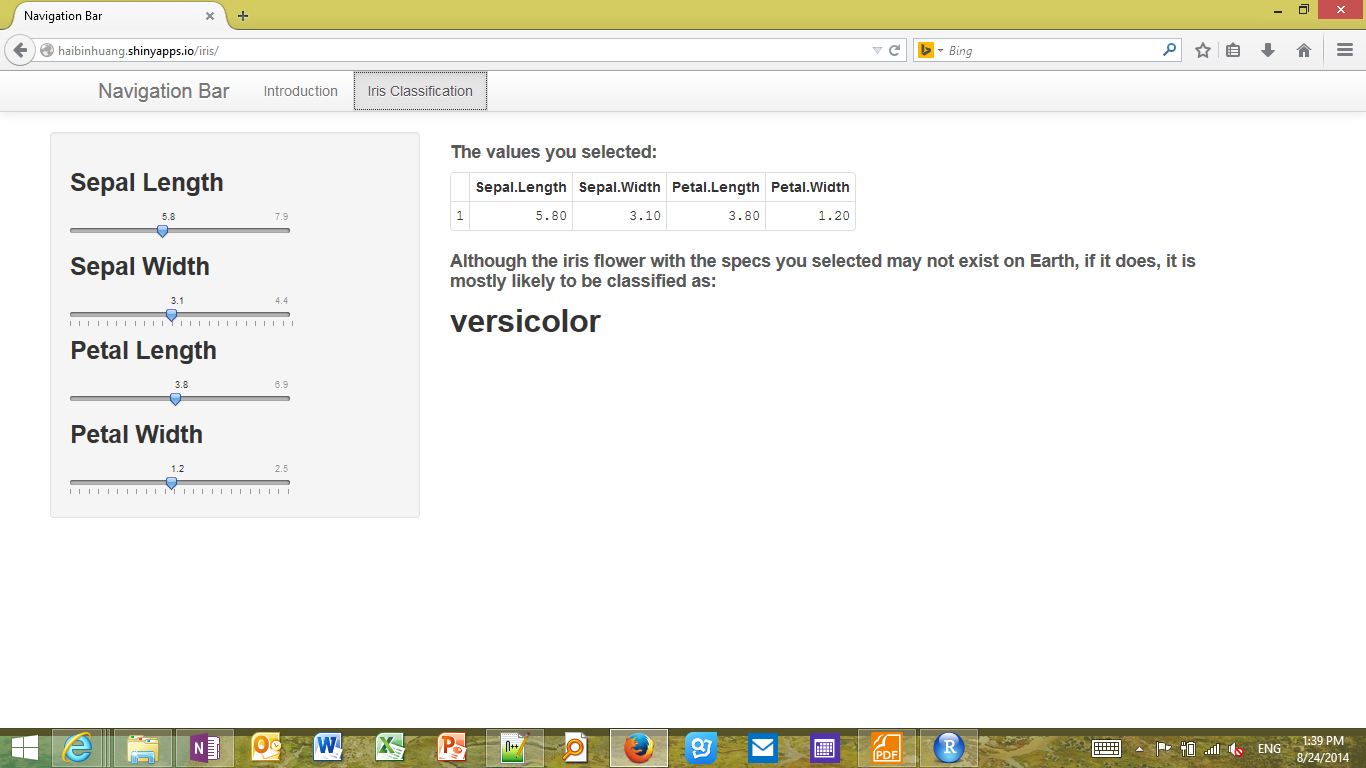 Navigation Bar
haibinhuang.shinyapps.io/iris/
Bing
Navigation Bar Introduction Iris Classification
Sepal Length
5.8 7.9
Sepal Width
3.1 4.4
Petal Length
3.8 6.9
Petal Width
1.2 2.5
The values you selected:
Sepal.Length Sepal.Width Petal.Length Petal.Width
1 5.80 3.10 3.80 1.20
Although the iris flower with the specs you selected may not exist on Earth, if it does, it is
mostly likely to be classified as:
versicolor
ENG
1:39 PM
8/24/2014